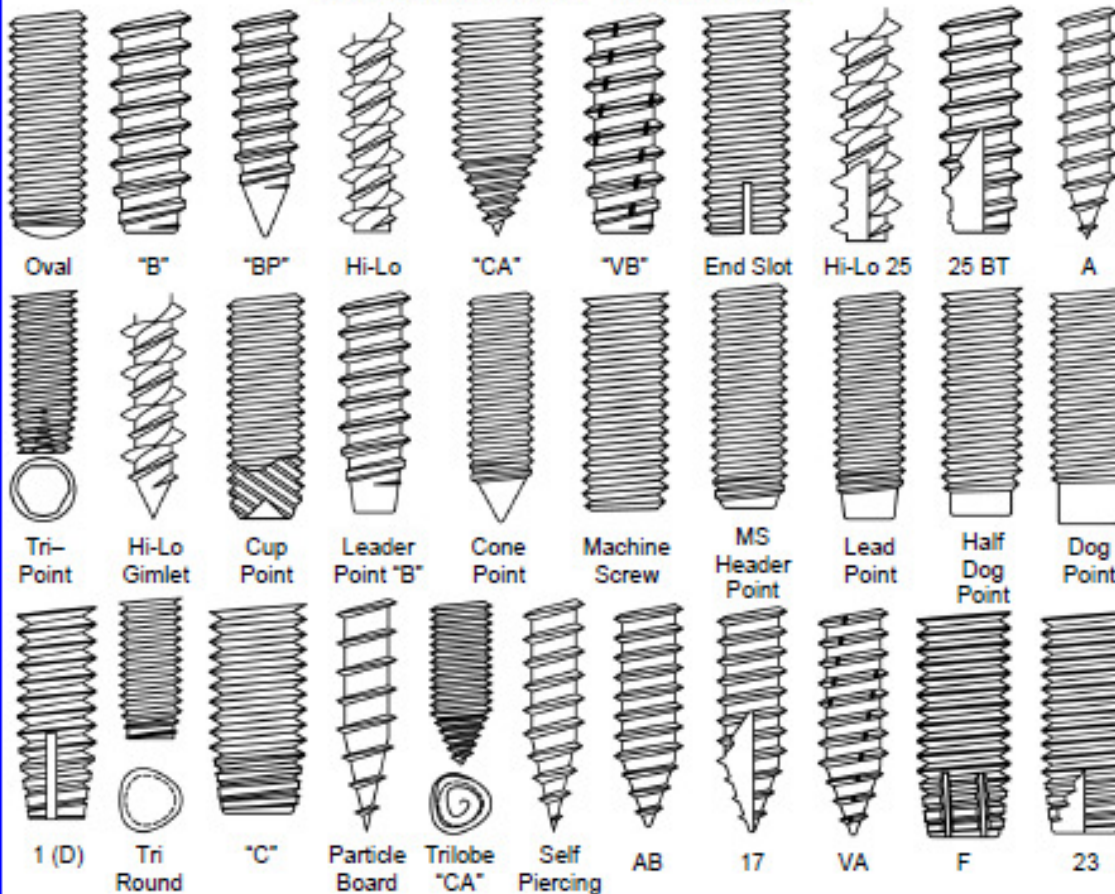 Oval "B" "BP" Hi-Lo "CA" "VB" End Slot Hi-Lo 25 25 BT A
Tri–
Point
Hi-Lo
Gimlet
Cup
Point
Leader
Point "B"
Cone
Point
Machine
Screw
MS
Header
Point
Lead
Point
Half
Dog
Point
Dog
Point
1 (D)
Tri
Round
"C"
Particle
Board
Trilobe
"CA"
Self
Piercing
AB
17
VA
F
23